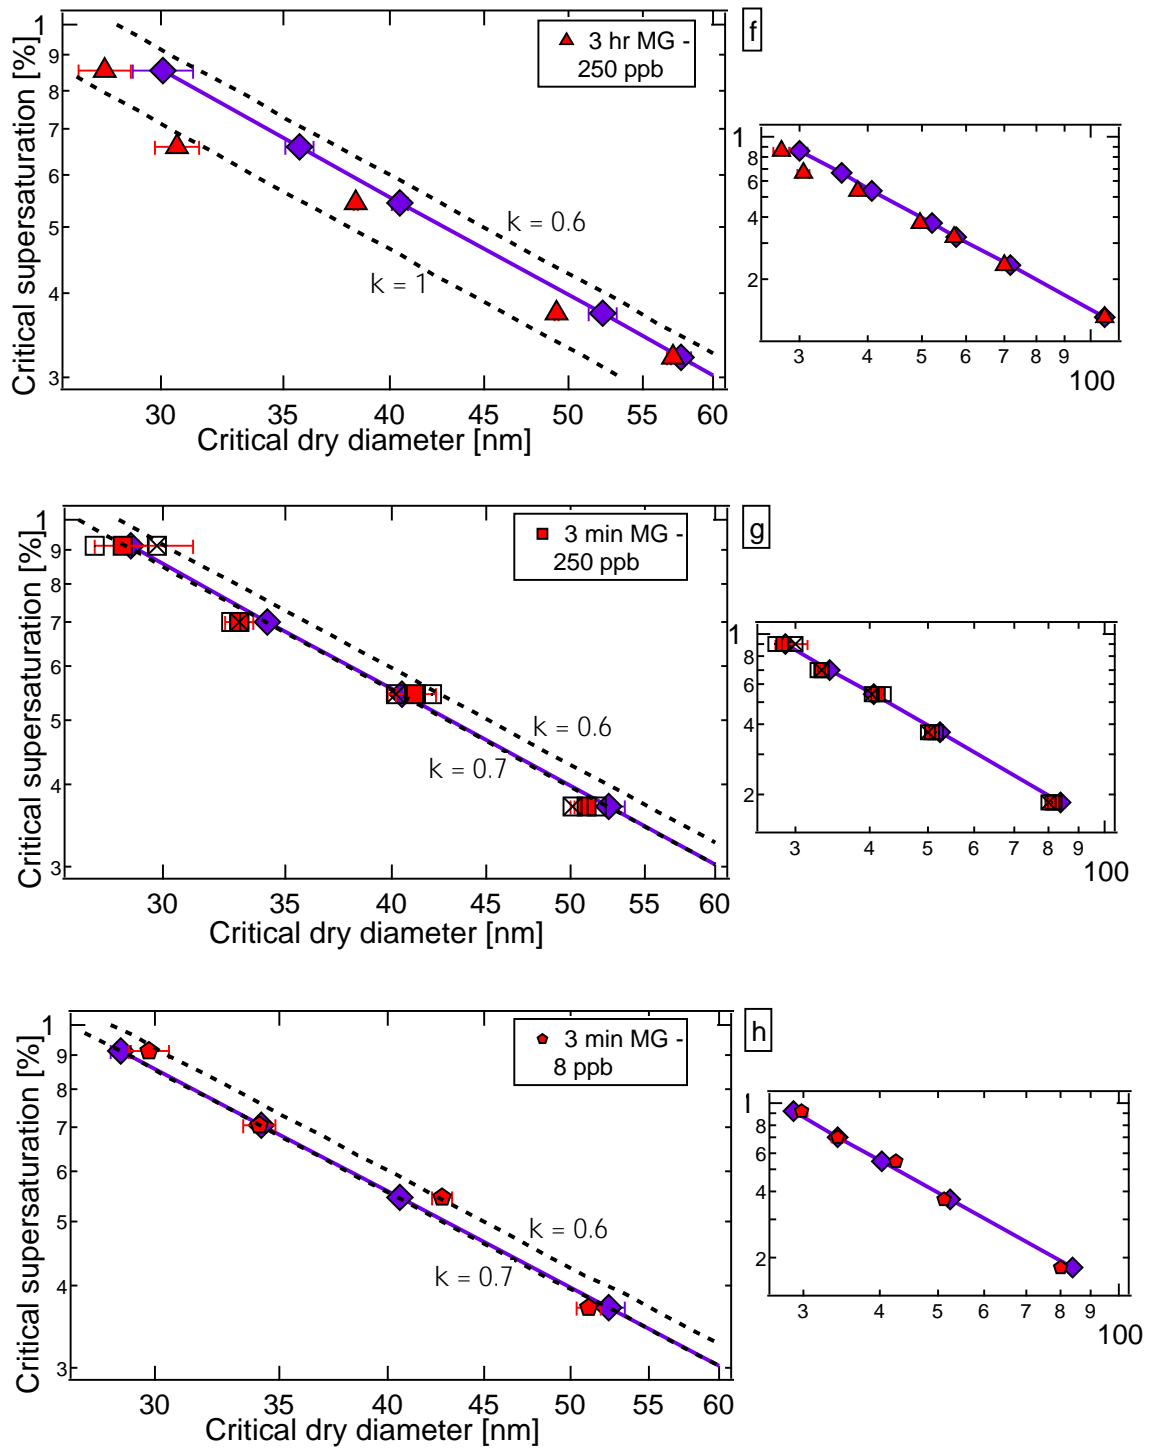 f
3 hr MG -
250 ppb
Critical supersaturation [%]
1
9
8
7
6
5
4
3
k = 0.6
k = 1
30 35 40 45 50 55 60
Critical dry diameter [nm]
1
8
6
4
2
3 4 5 6 7 8 9
100
g
3 min MG -
250 ppb
Critical supersaturation [%]
1
9
8
7
6
5
4
3
k = 0.6
k = 0.7
30 35 40 45 50 55 60
Critical dry diameter [nm]
1
8
6
4
2
3 4 5 6 7 8 9
100
h
3 min MG -
8 ppb
Critical supersaturation [%]
1
9
8
7
6
5
4
3
k = 0.6
k = 0.7
30 35 40 45 50 55 60
Critical dry diameter [nm]
1
8
6
4
2
3 4 5 6 7 8 9
100